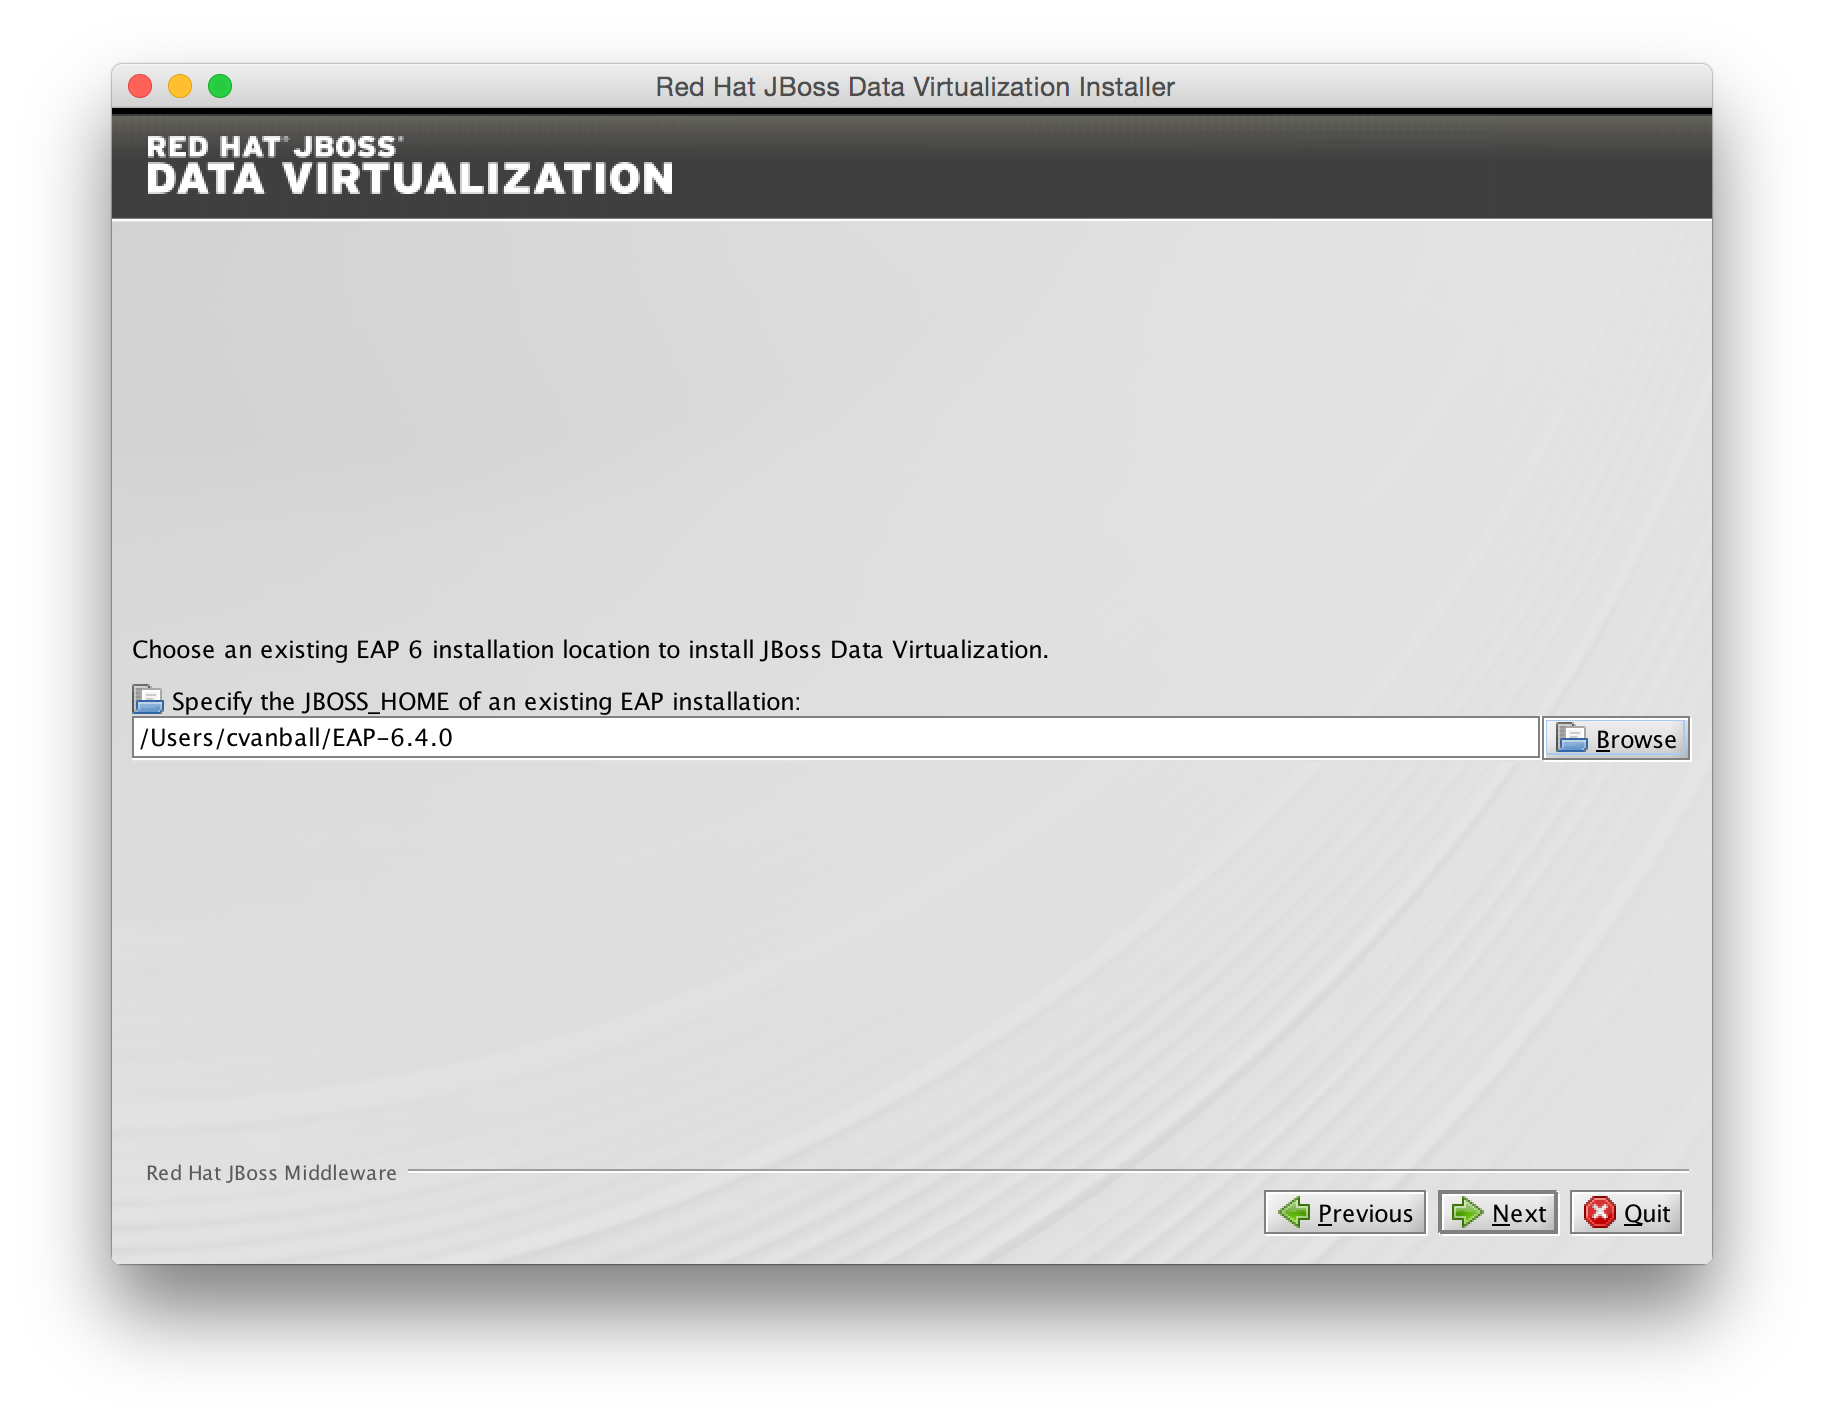 Red Hat JBoss Data Virtualization Installer
RED HAT® JBOSS®
DATA VIRTUALIZATION
Choose an existing EAP 6 installation location to install JBoss Data Virtualization.
Specify the JBOSS_HOME of an existing EAP installation:
/Users/cvanball/EAP-6.4.0
Browse
Red Hat JBoss Middleware
Previous
Next
Quit